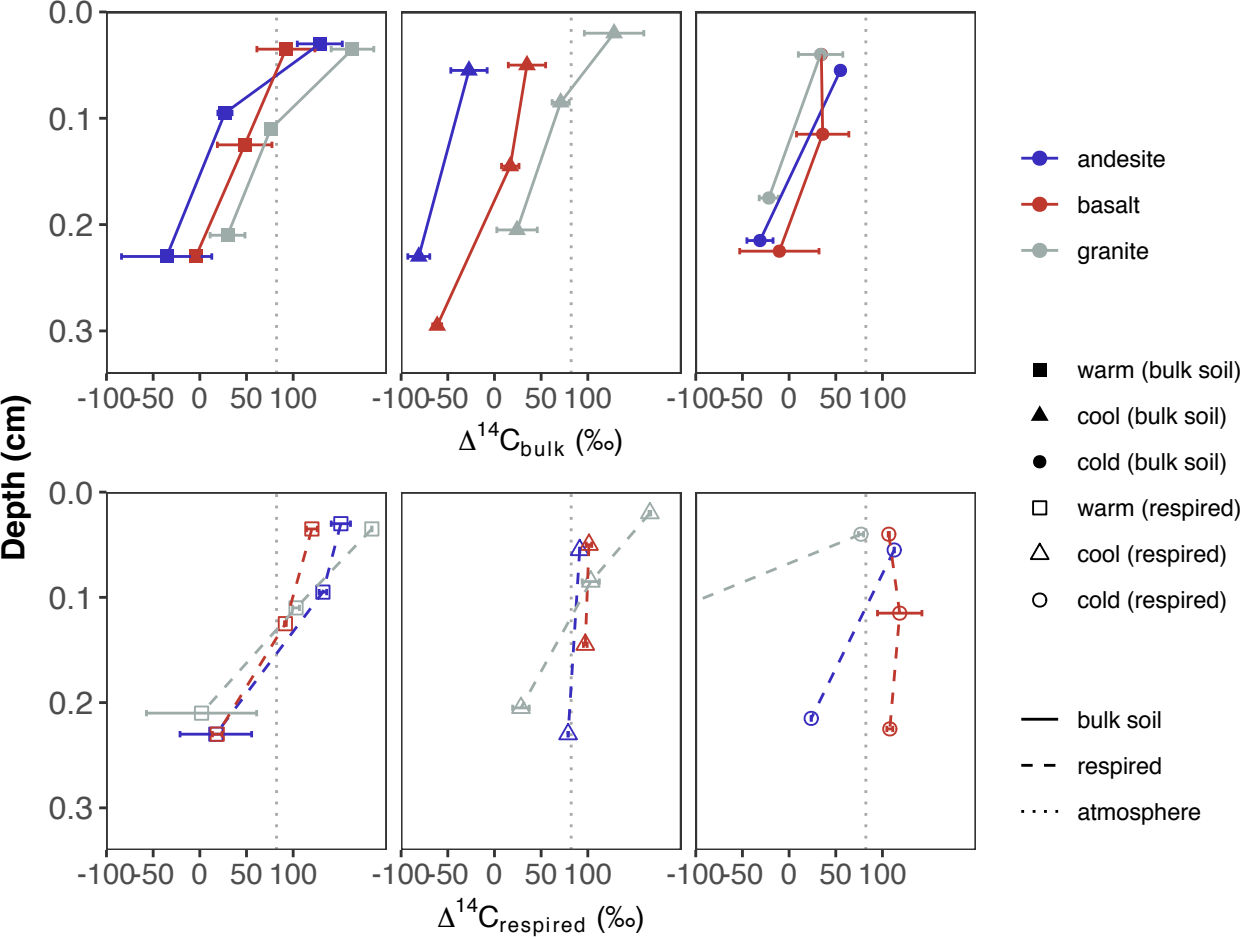 0.0
0.1
0.2
0.3
-100 -50 0 50 100
-100 -50 0 50 100
-100 -50 0 50 100
Δ¹⁴C_bulk (‰)
Depth (cm)
0.0
0.1
0.2
0.3
-100 -50 0 50 100
-100 -50 0 50 100
-100 -50 0 50 100
Δ¹⁴C_respired (‰)
andesite
basalt
granite
warm (bulk soil)
cool (bulk soil)
cold (bulk soil)
warm (respired)
cool (respired)
cold (respired)
bulk soil
respired
atmosphere